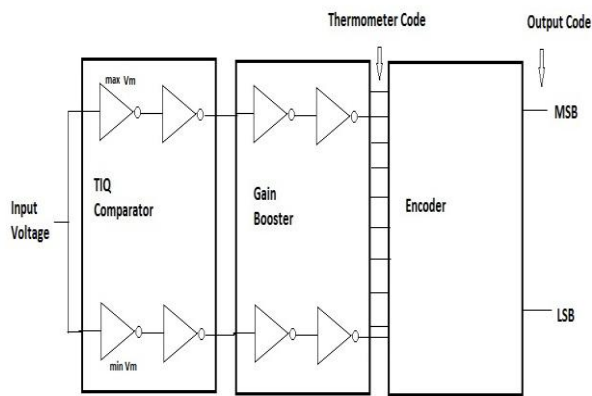 Thermometer Code
Output Code
max Vm
MSB
TIQ
Comparator
Gain
Booster
Encoder
Input
Voltage
LSB
min Vm